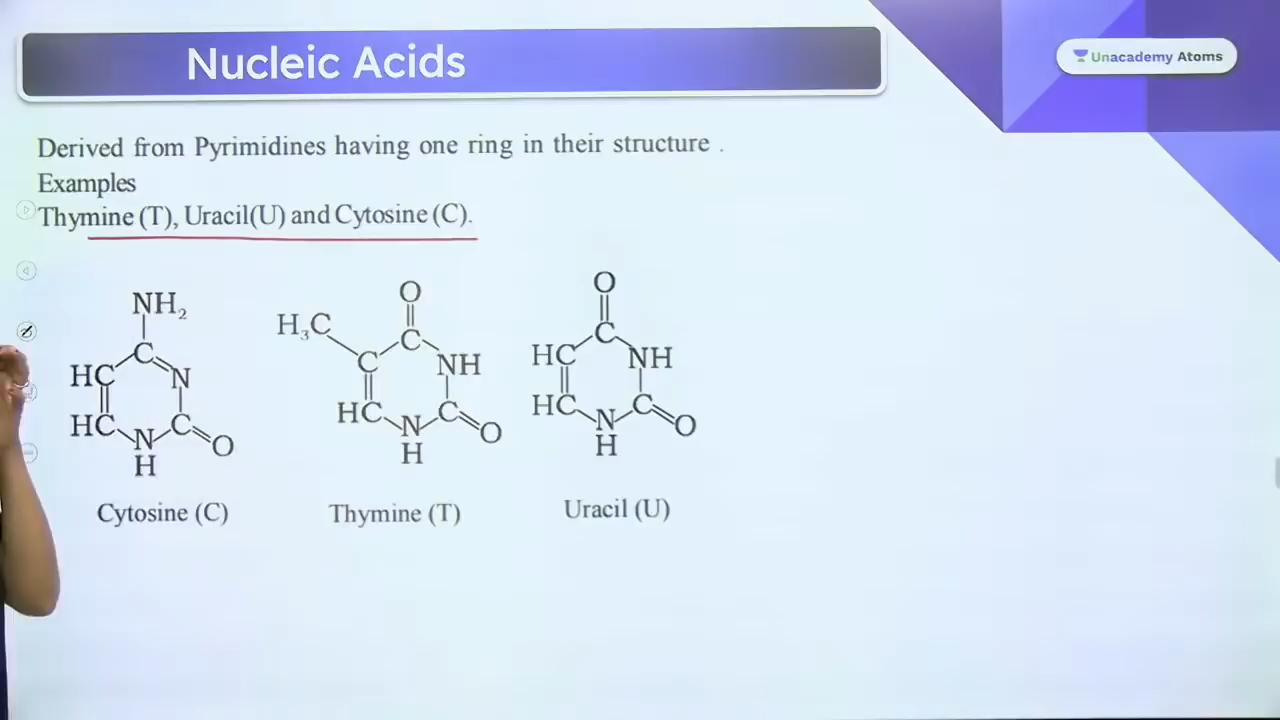 Nucleic Acids
Unacademy Atoms
Derived from Pyrimidines having one ring in their structure .
Examples
Thymine (T), Uracil(U) and Cytosine (C).
NH₂
C
HC
N
HC
N
C
O
H
Cytosine (C)
O
H₃C
C
C
NH
HC
N
C
O
H
Thymine (T)
O
C
HC
NH
HC
N
C
O
H
Uracil (U)